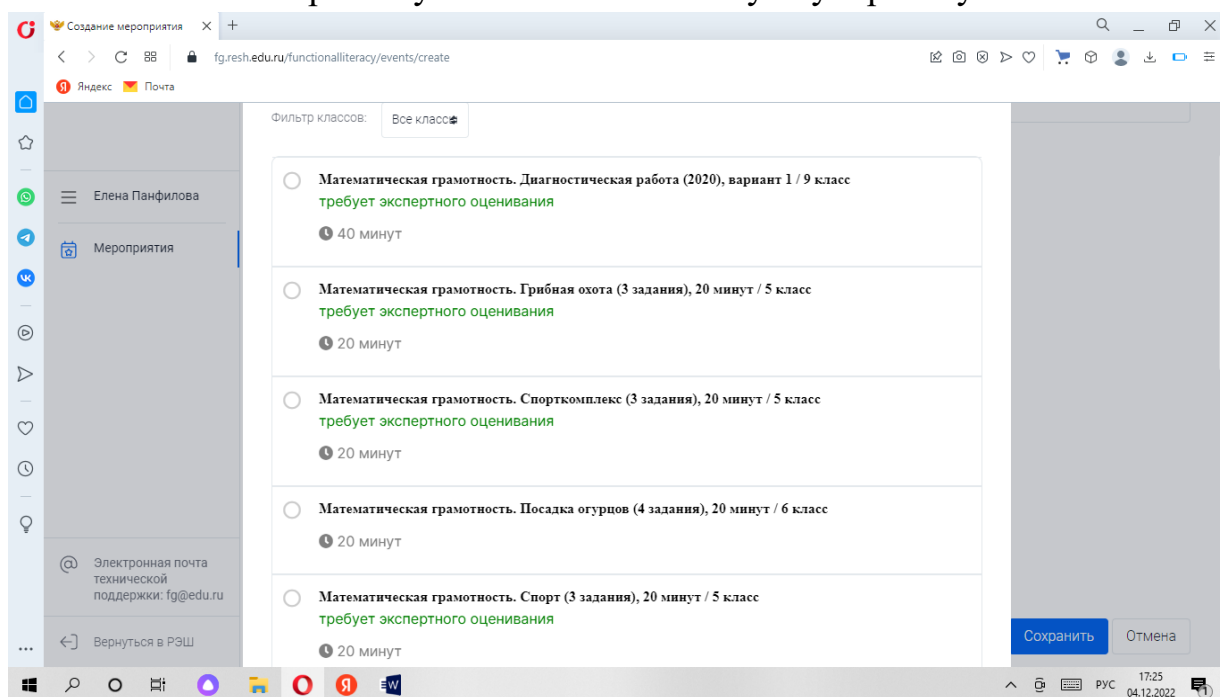 Создание мероприятия
fg.resh.edu.ru/functionalliteracy/events/create
Яндекс Почта
Фильтр классов: Все класс
Елена Панфилова
Мероприятия
Математическая грамотность. Диагностическая работа (2020), вариант 1 / 9 класс
требует экспертного оценивания
40 минут
Математическая грамотность. Грибная охота (3 задания), 20 минут / 5 класс
требует экспертного оценивания
20 минут
Математическая грамотность. Спорткомплекс (3 задания), 20 минут / 5 класс
требует экспертного оценивания
20 минут
Математическая грамотность. Посадка огурцов (4 задания), 20 минут / 6 класс
20 минут
Математическая грамотность. Спорт (3 задания), 20 минут / 5 класс
требует экспертного оценивания
20 минут
Электронная почта
технической
поддержки: fg@edu.ru
Вернуться в РЭШ
Сохранить Отмена
РУС
17:25
04.12.2022